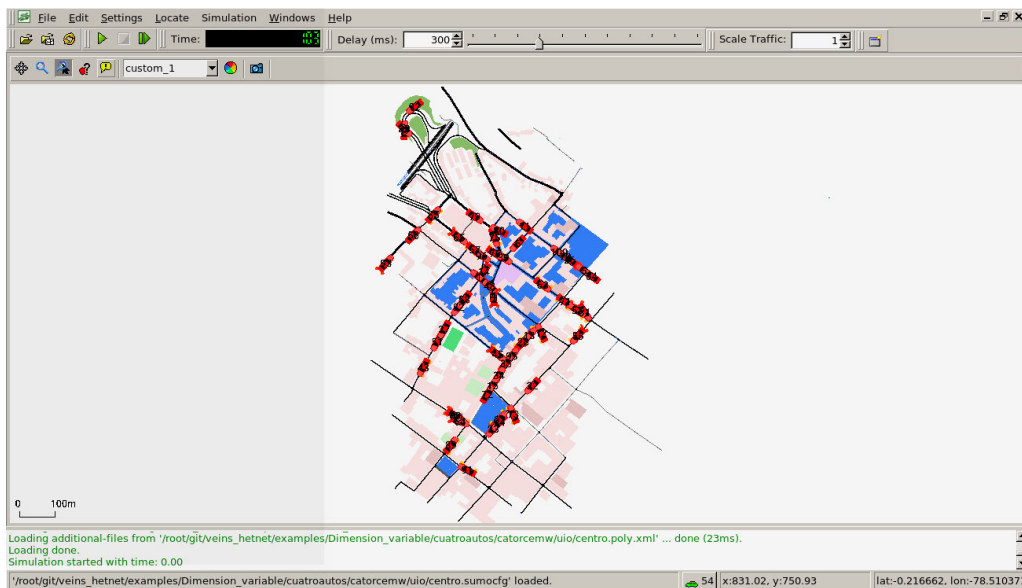 File Edit Settings Locate Simulation Windows Help
Time: 103 Delay (ms): 300 Scale Traffic: 1
custom_1
0 100m
Loading additional-files from '/root/git/veins_hetnet/examples/Dimension_variable/cuatroautos/catorcemw/uio/centro.poly.xml' ... done (23ms).
Loading done.
Simulation started with time: 0.00
'/root/git/veins_hetnet/examples/Dimension_variable/cuatroautos/catorcemw/uio/centro.sumocfg' loaded. 54 x:831.02, y:750.93 lat:-0.216662, lon:-78.51037